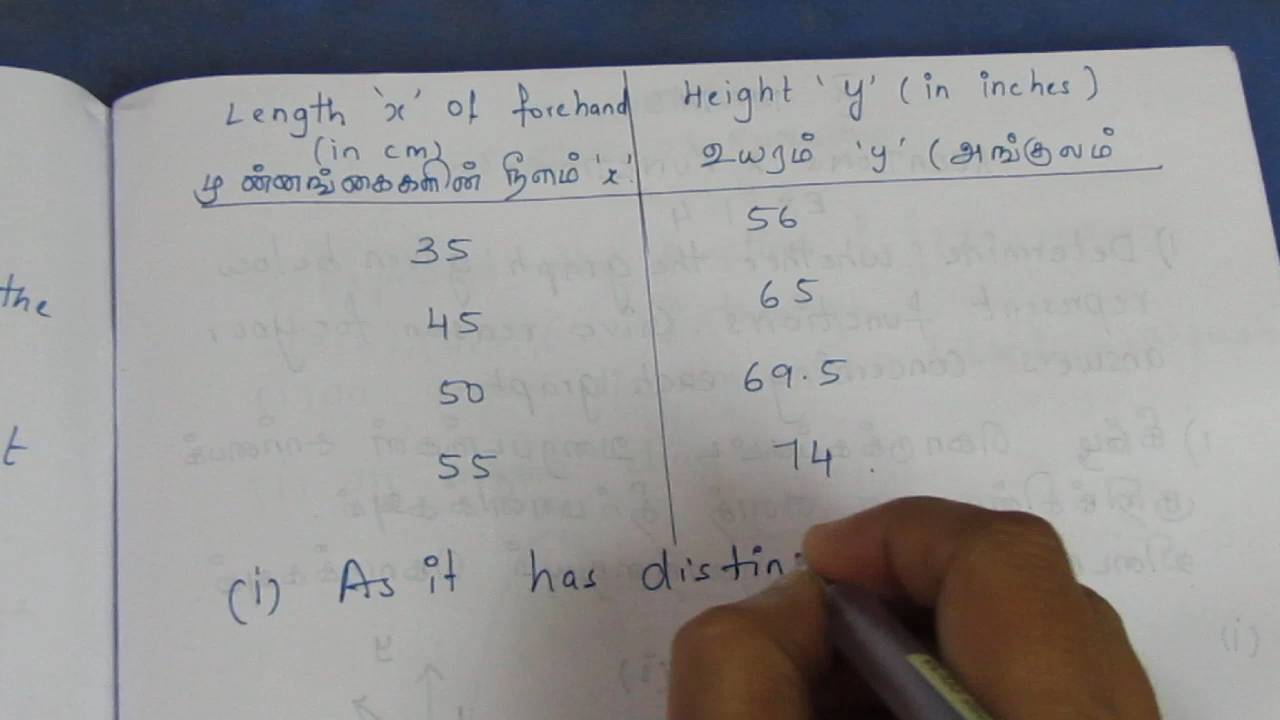 Length 'x' of forehand
(in cm)
முன்னங்கைகளின் நீளம் 'x'
Height 'y' (in inches)
உயரம் 'y' (அங்குலம்
35 56
45 65
50 69.5
55 74.
(i) As it has distin
the
t